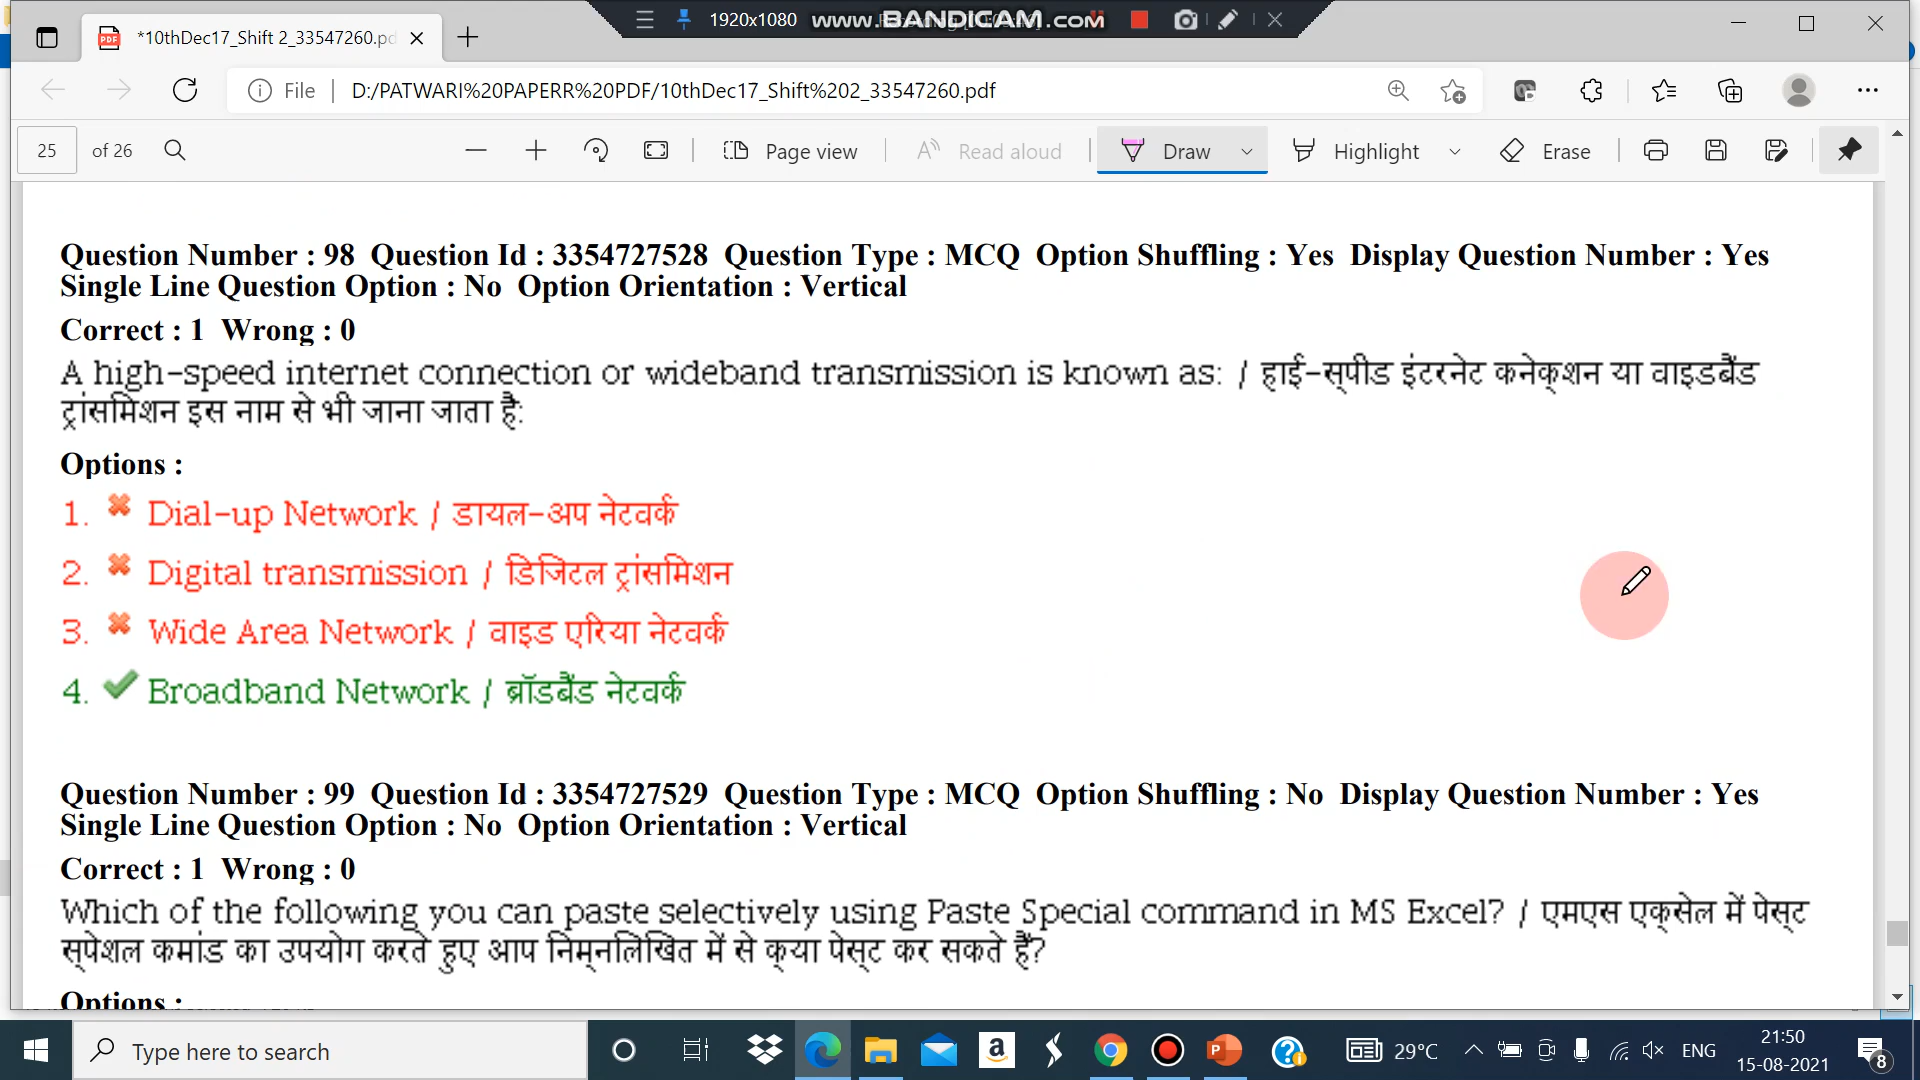 1920x1080 www.BANDICAM.com
*10thDec17_Shift 2_33547260.pd
File D:/PATWARI%20PAPERR%20PDF/10thDec17_Shift%202_33547260.pdf
25 of 26 Page view Read aloud Draw Highlight Erase
Question Number : 98 Question Id : 3354727528 Question Type : MCQ Option Shuffling : Yes Display Question Number : Yes
Single Line Question Option : No Option Orientation : Vertical
Correct : 1 Wrong : 0
A high-speed internet connection or wideband transmission is known as: / हाई-स्पीड इंटरनेट कनेक्शन या वाइडबैंड
ट्रांसमिशन इस नाम से भी जाना जाता है:
Options :
1. Dial-up Network / डायल-अप नेटवर्क
2. Digital transmission / डिजिटल ट्रांसमिशन
3. Wide Area Network / वाइड एरिया नेटवर्क
4. Broadband Network / ब्रॉडबैंड नेटवर्क
Question Number : 99 Question Id : 3354727529 Question Type : MCQ Option Shuffling : No Display Question Number : Yes
Single Line Question Option : No Option Orientation : Vertical
Correct : 1 Wrong : 0
Which of the following you can paste selectively using Paste Special command in MS Excel? / एमएस एक्सेल में पेस्ट
स्पेशल कमांड का उपयोग करते हुए आप निम्नलिखित में से क्या पेस्ट कर सकते हैं?
Options :
Type here to search 29°C ENG 21:50
15-08-2021 8